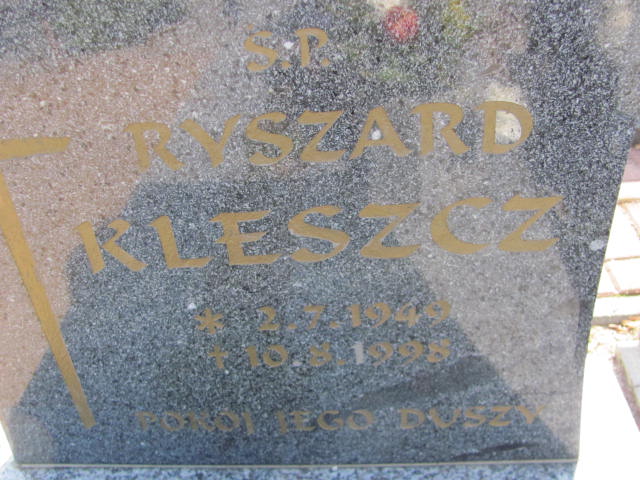 Ś.P.
RYSZARD
KLESZCZ
* 2.7.1949
† 10.8.1998
POKÓJ JEGO DUSZY